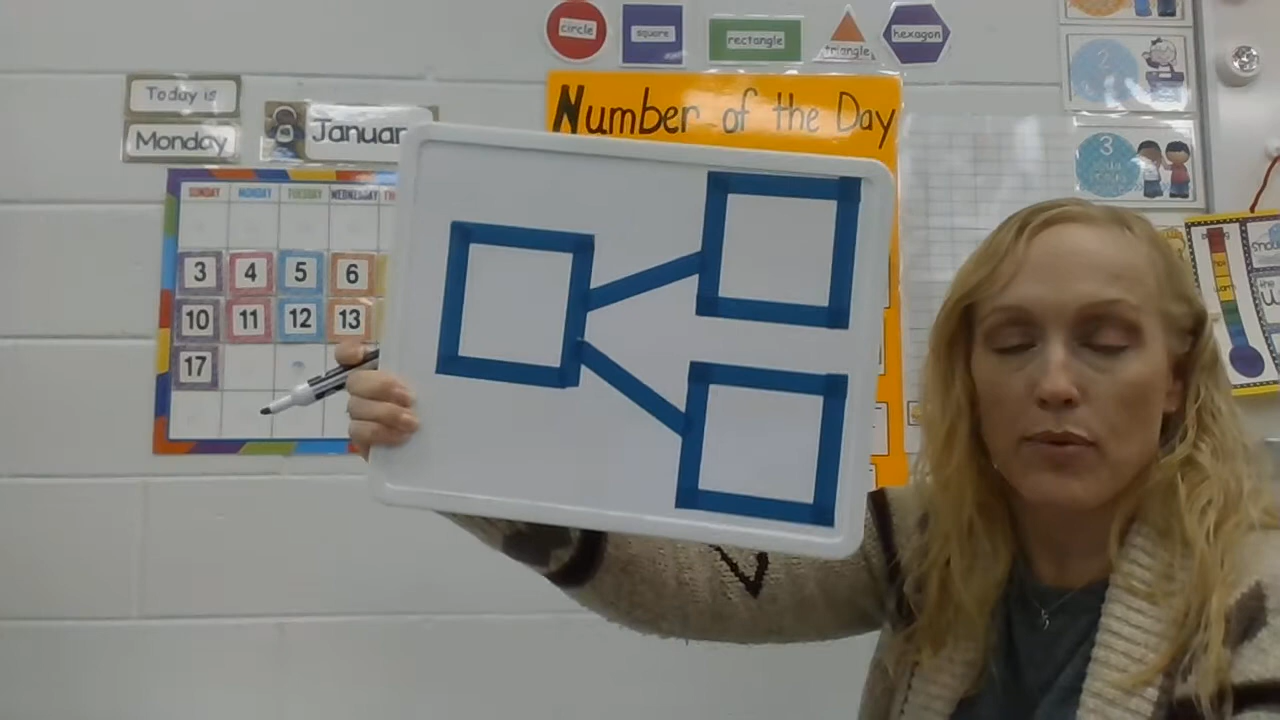 circle
square
rectangle
triangle
hexagon
Today is
Monday
Januar
Number of the Day
SUNDAY MONDAY TUESDAY WEDNESDAY TH
3 4 5 6
10 11 12 13
17
2
3